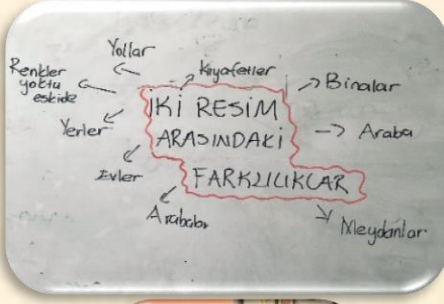 Yollar
Kıyafetler
Renkler
yoktu
eskide
Binalar
İKİ RESİM
Yerler
ARASINDAKİ
Araba
Evler
FARKLILIKLAR
Arabalar
Meydanlar